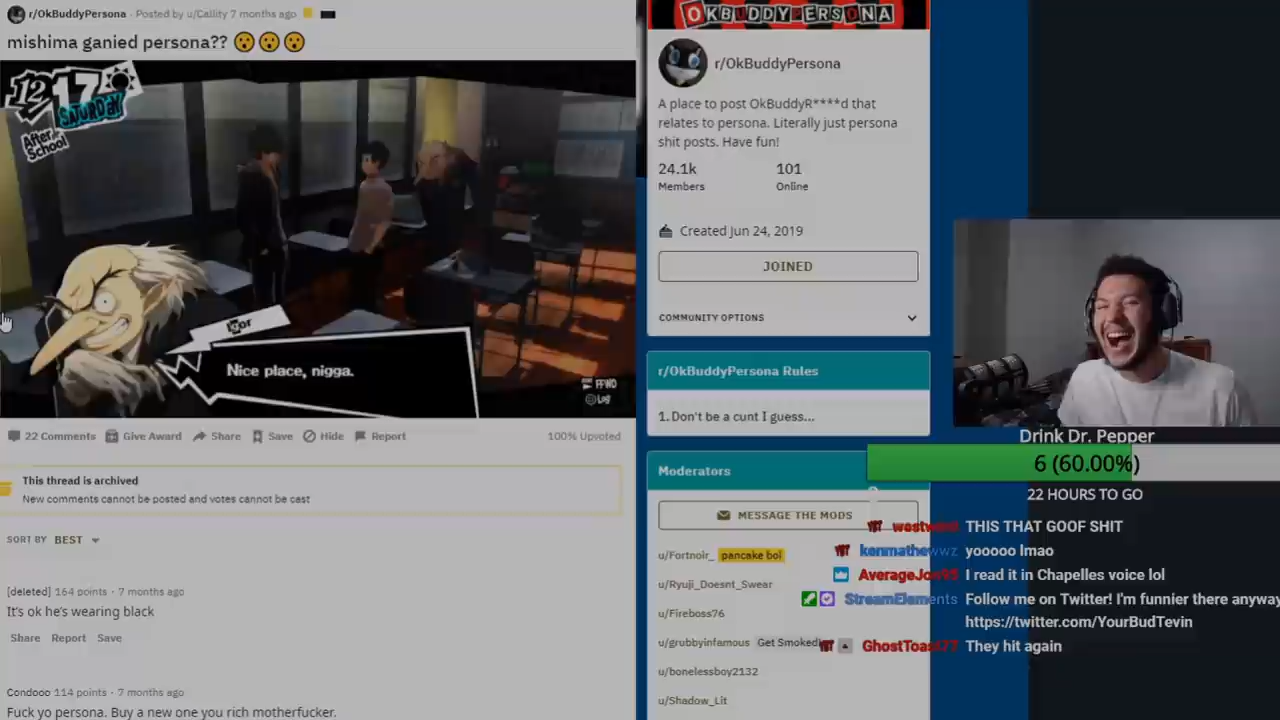 r/OkBuddyPersona · Posted by u/Callity 7 months ago
mishima ganied persona?? 😮😮😮
12 17
SATURDAY
After School
Igor
Nice place, nigga.
FFWD
LOG
22 Comments Give Award Share Save Hide Report 100% Upvoted
This thread is archived
New comments cannot be posted and votes cannot be cast
SORT BY BEST
[deleted] 164 points · 7 months ago
It's ok he's wearing black
Share Report Save
Condooo 114 points · 7 months ago
Fuck yo persona. Buy a new one you rich motherfucker.
OKBUDDYPERSONA
r/OkBuddyPersona
A place to post OkBuddyR****d that
relates to persona. Literally just persona
shit posts. Have fun!
24.1k 101
Members Online
Created Jun 24, 2019
JOINED
COMMUNITY OPTIONS
r/OkBuddyPersona Rules
1. Don't be a cunt I guess...
Moderators
MESSAGE THE MODS
u/Fortnoir_ pancake boi
u/Ryuji_Doesnt_Swear
u/Fireboss76
u/grubbyinfamous Get Smoked!
u/bonelessboy2132
u/Shadow_Lit
Drink Dr. Pepper
6 (60.00%)
22 HOURS TO GO
THIS THAT GOOF SHIT
kenmathewwz yooooo lmao
AverageJon95 I read it in Chapelles voice lol
StreamElements Follow me on Twitter! I'm funnier there anyway
https://twitter.com/YourBudTevin
GhostToast77 They hit again